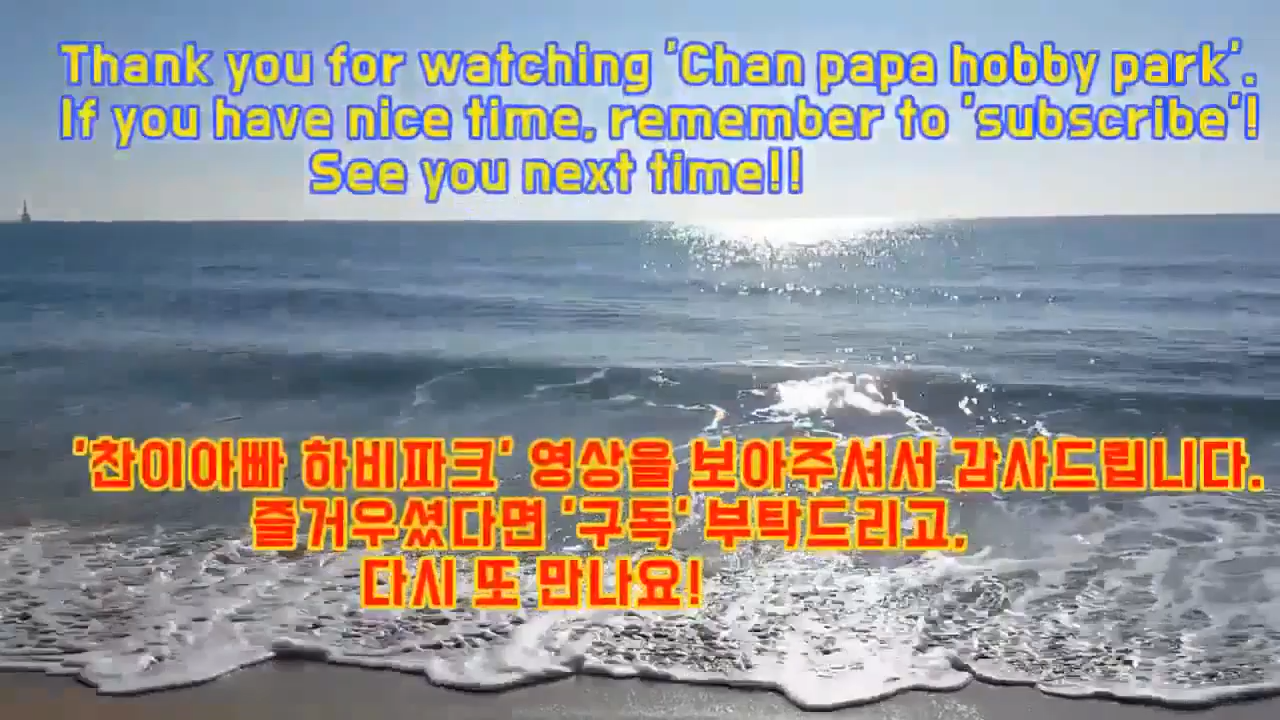 Thank you for watching 'Chan papa hobby park'.
If you have nice time, remember to 'subscribe'!
See you next time!!
'찬이아빠 하비파크' 영상을 보아주셔서 감사드립니다.
즐거우셨다면 '구독' 부탁드리고,
다시 또 만나요!